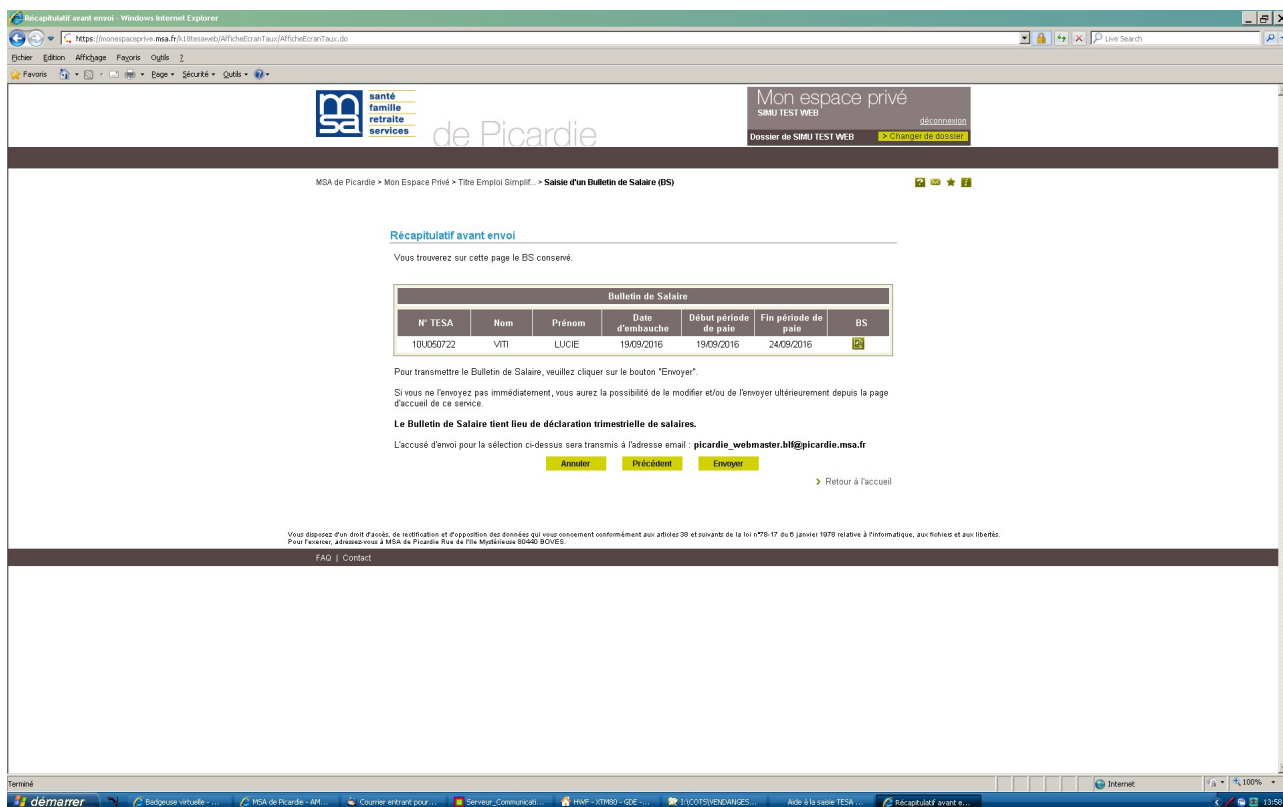 Récapitulatif avant envoi - Windows Internet Explorer
https://monespaceprive.msa.fr/k18tesaweb/AfficheEcranTaux/AfficheEcranTaux.do
Live Search
Fichier Edition Affichage Favoris Outils ?
Favoris Page Sécurité Outils
santé
famille
retraite
services
msa
de Picardie
Mon espace privé
SIMU TEST WEB
déconnexion
Dossier de SIMU TEST WEB
> Changer de dossier
MSA de Picardie > Mon Espace Privé > Titre Emploi Simplif... > Saisie d'un Bulletin de Salaire (BS)
Récapitulatif avant envoi
Vous trouverez sur cette page le BS conservé.
Bulletin de Salaire
N° TESA Nom Prénom Date d'embauche Début période de paie Fin période de paie BS
10U050722 VITI LUCIE 19/09/2016 19/09/2016 24/09/2016
Pour transmettre le Bulletin de Salaire, veuillez cliquer sur le bouton "Envoyer".
Si vous ne l'envoyez pas immédiatement, vous aurez la possibilité de le modifier et/ou de l'envoyer ultérieurement depuis la page
d'accueil de ce service.
Le Bulletin de Salaire tient lieu de déclaration trimestrielle de salaires.
L'accusé d'envoi pour la sélection ci-dessus sera transmis à l'adresse email : picardie_webmaster.blf@picardie.msa.fr
Annuler Précédent Envoyer
> Retour à l'accueil
Vous disposez d'un droit d'accès, de rectification et d'opposition des données qui vous concernent conformément aux articles 38 et suivants de la loi n°78-17 du 6 janvier 1978 relative à l'informatique, aux fichiers et aux libertés.
Pour l'exercer, adressez-vous à MSA de Picardie Rue de l'Ile Mystérieuse 80440 BOVES.
FAQ | Contact
Terminé
Internet
100%
démarrer
Badgeuse virtuelle - ...
MSA de Picardie - AM...
Courrier entrant pour...
Serveur_Communicati...
HWF - XTM80 - GDE -...
I:\COTS\VENDANGES...
Aide à la saisie TESA ...
Récapitulatif avant e...
13:58